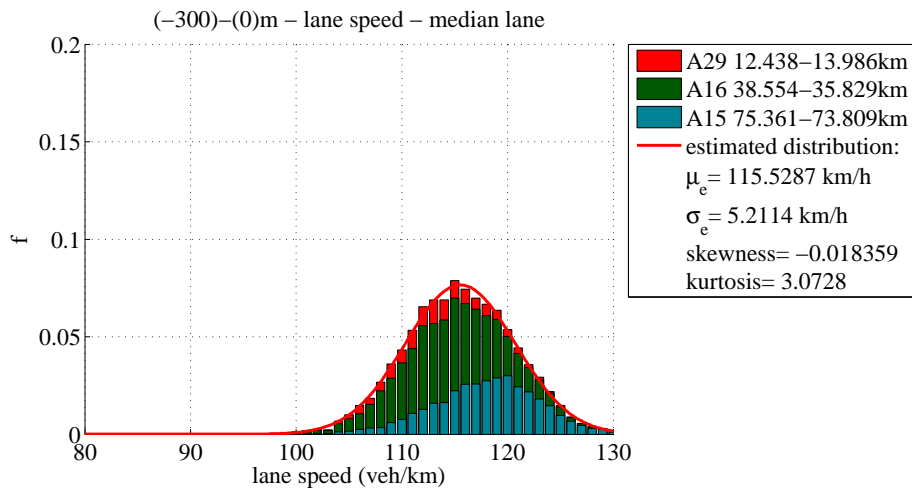 (−300)−(0)m − lane speed − median lane
0.2
0.15
0.1
0.05
0
f
80
90
100
110
120
130
lane speed (veh/km)
A29 12.438−13.986km
A16 38.554−35.829km
A15 75.361−73.809km
estimated distribution:
μe= 115.5287 km/h
σe= 5.2114 km/h
skewness= −0.018359
kurtosis= 3.0728